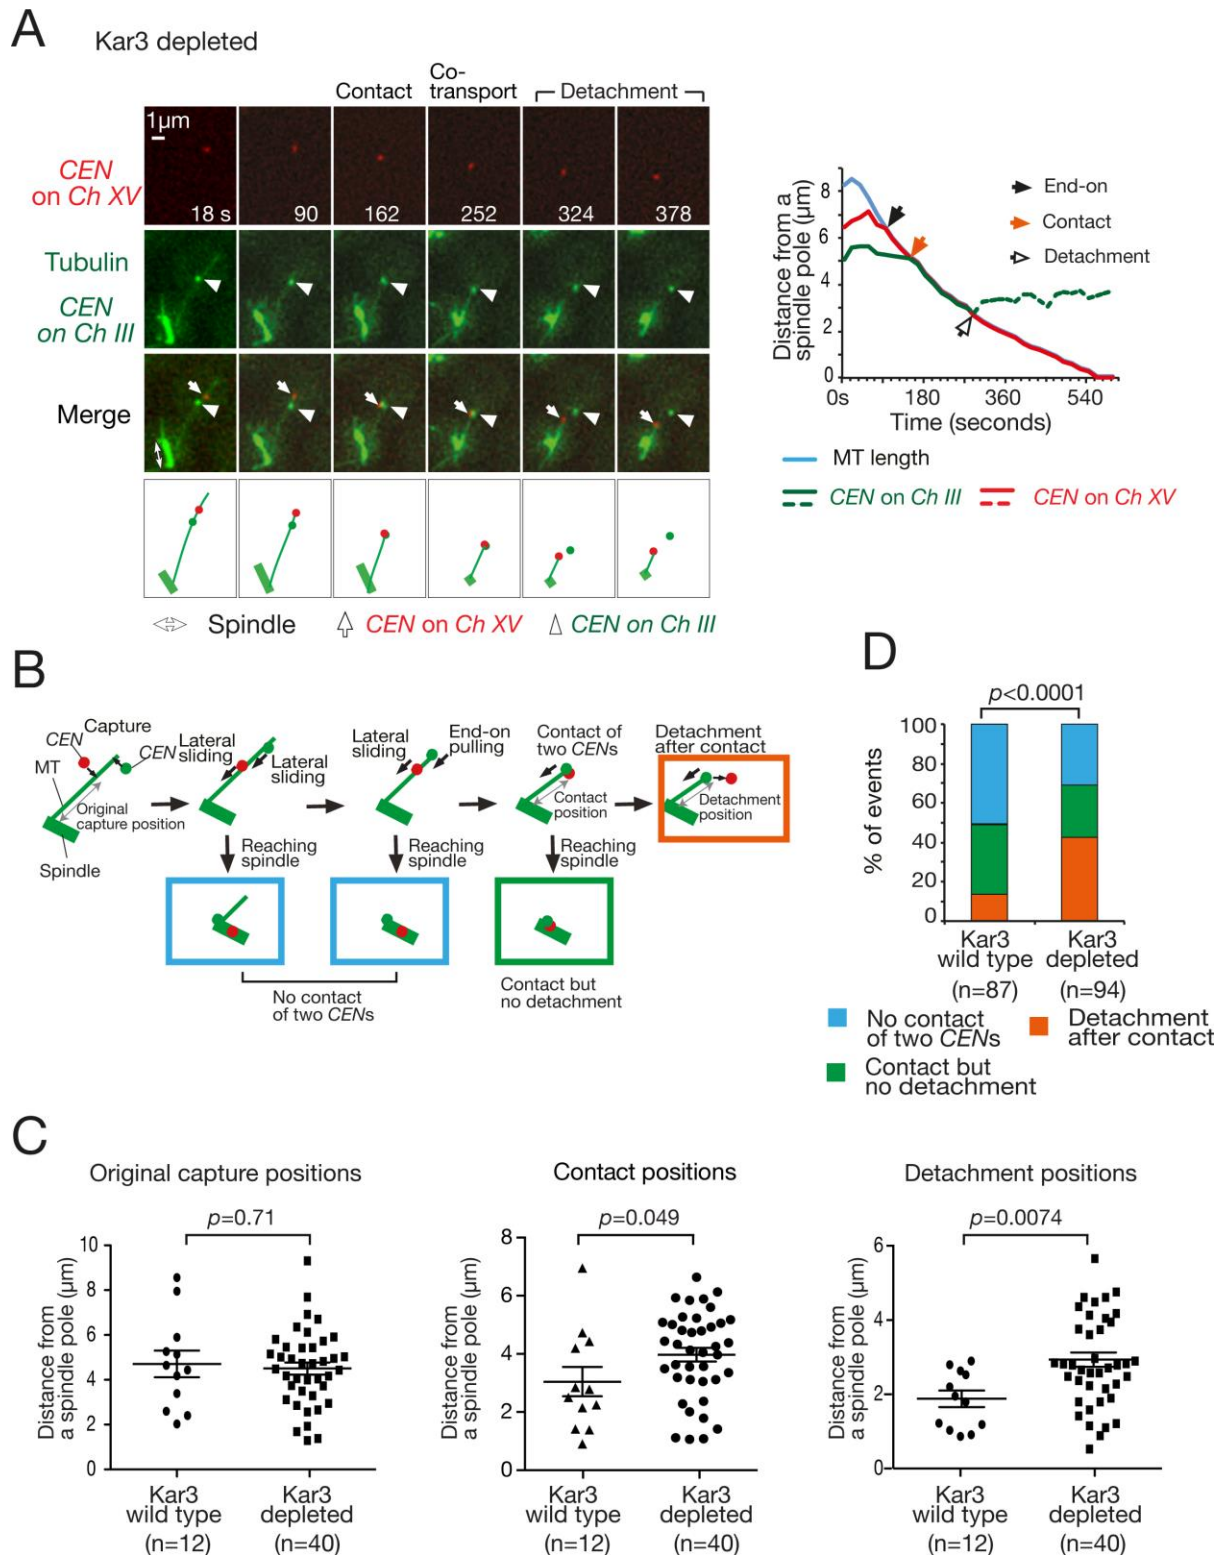 A
Kar3 depleted
Contact
Co-
transport
Detachment
1µm
CEN
on Ch XV
18 s
90
162
252
324
378
Tubulin
CEN
on Ch III
Merge
Spindle
CEN on Ch XV
CEN on Ch III
Distance from a
spindle pole (µm)
8
6
4
2
0
0s
180
360
540
Time (seconds)
End-on
Contact
Detachment
MT length
CEN on Ch III
CEN on Ch XV
B
Capture
CEN
CEN
MT
Original
capture position
Spindle
Lateral
sliding
Lateral
sliding
Lateral
sliding
End-on
pulling
Contact of
two CENs
Contact
position
Detachment
after contact
Detachment
position
Reaching
spindle
Reaching
spindle
Reaching
spindle
No contact
of two CENs
Contact but
no detachment
D
p<0.0001
% of events
100
80
60
40
20
0
Kar3
wild type
(n=87)
Kar3
depleted
(n=94)
No contact
of two CENs
Detachment
after contact
Contact but
no detachment
C
Original capture positions
p=0.71
Distance from
a spindle pole (µm)
10
8
6
4
2
0
Kar3
wild type
(n=12)
Kar3
depleted
(n=40)
Contact positions
p=0.049
Distance from
a spindle pole (µm)
8
6
4
2
0
Kar3
wild type
(n=12)
Kar3
depleted
(n=40)
Detachment positions
p=0.0074
Distance from
a spindle pole (µm)
6
4
2
0
Kar3
wild type
(n=12)
Kar3
depleted
(n=40)